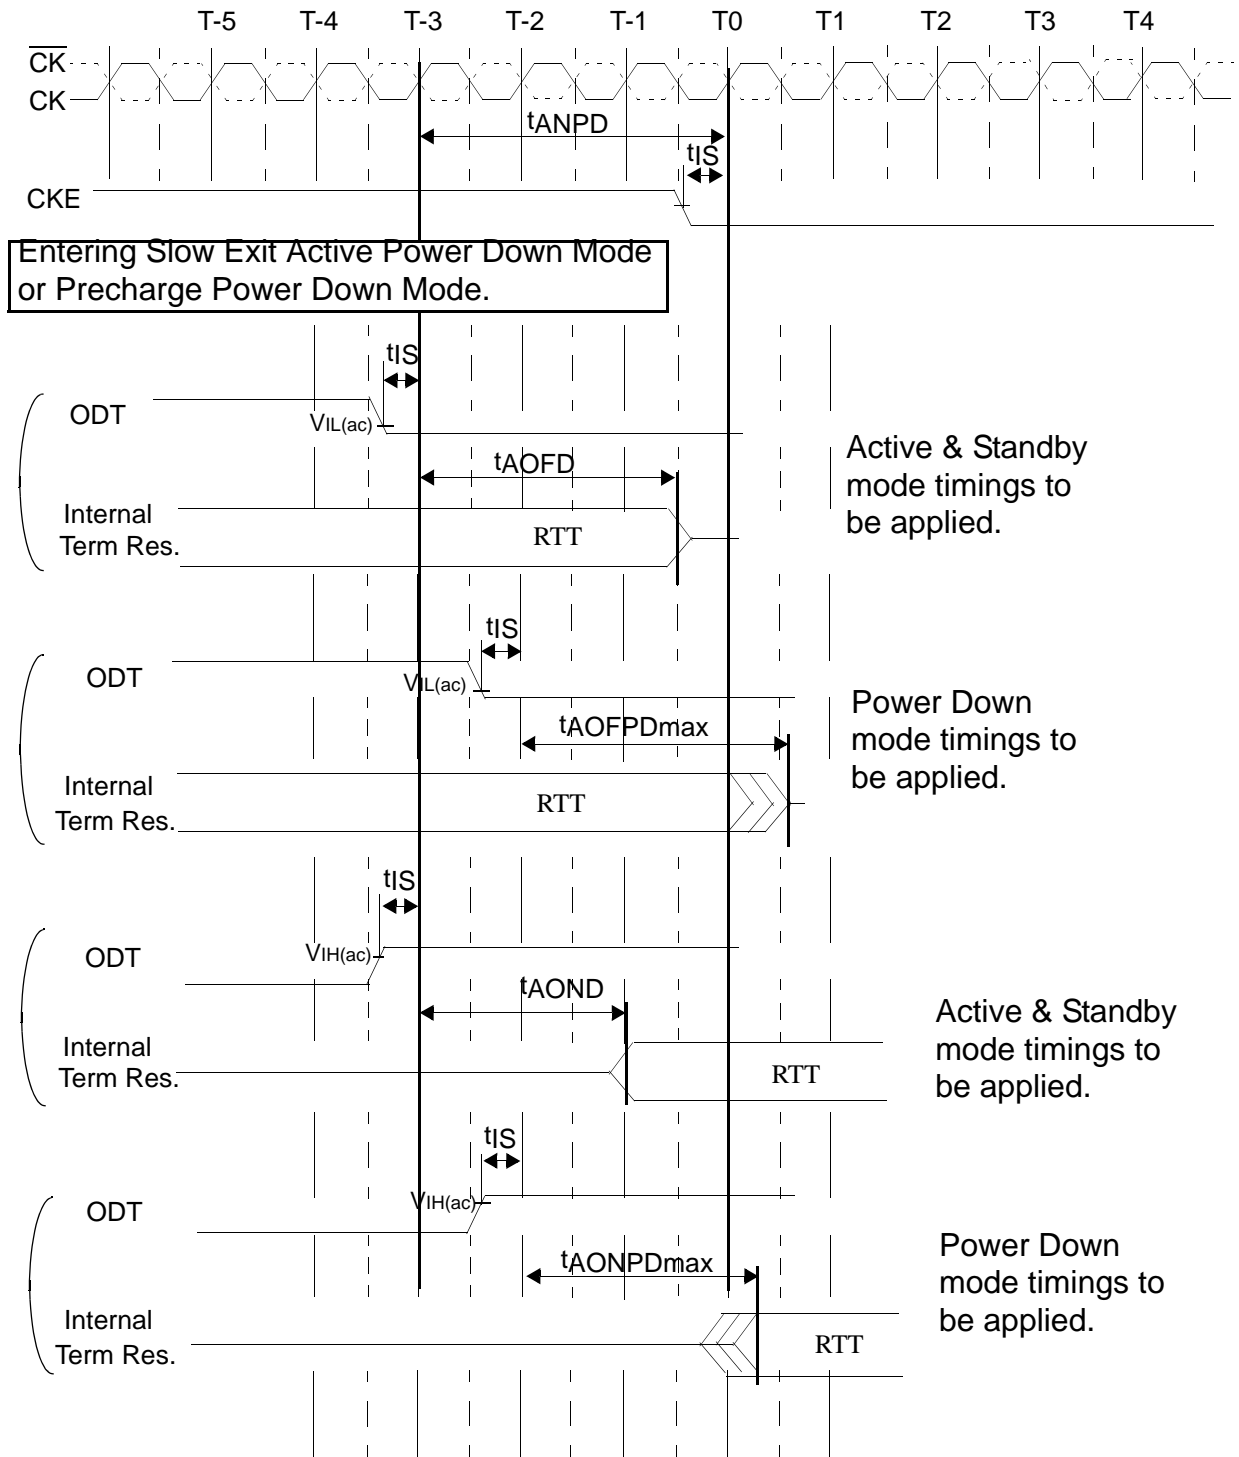 T-5 T-4 T-3 T-2 T-1 T0 T1 T2 T3 T4
CK
CK
tANPD
tIS
CKE
Entering Slow Exit Active Power Down Mode
or Precharge Power Down Mode.
tIS
ODT
VIL(ac)
tAOFD
Active & Standby
mode timings to
be applied.
Internal
Term Res.
RTT
tIS
ODT
VIL(ac)
tAOFPDmax
Power Down
mode timings to
be applied.
Internal
Term Res.
RTT
tIS
ODT
VIH(ac)
tAOND
Active & Standby
mode timings to
be applied.
Internal
Term Res.
RTT
tIS
ODT
VIH(ac)
tAONPDmax
Power Down
mode timings to
be applied.
Internal
Term Res.
RTT